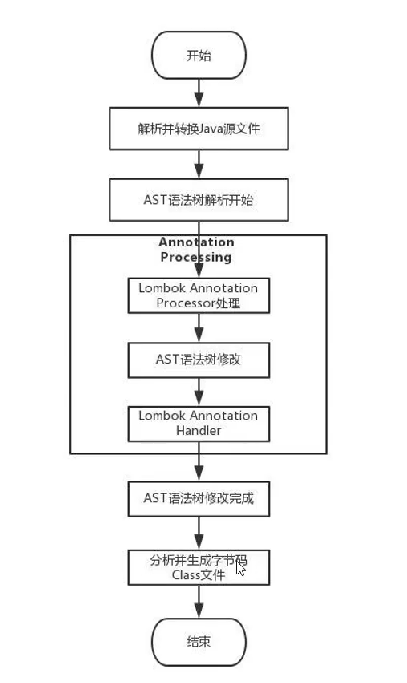 开始
解析并转换Java源文件
AST语法树解析开始
Annotation
Processing
Lombok Annotation
Processor处理
AST语法树修改
Lombok Annotation
Handler
AST语法树修改完成
分析并生成字节码
Class文件
结束